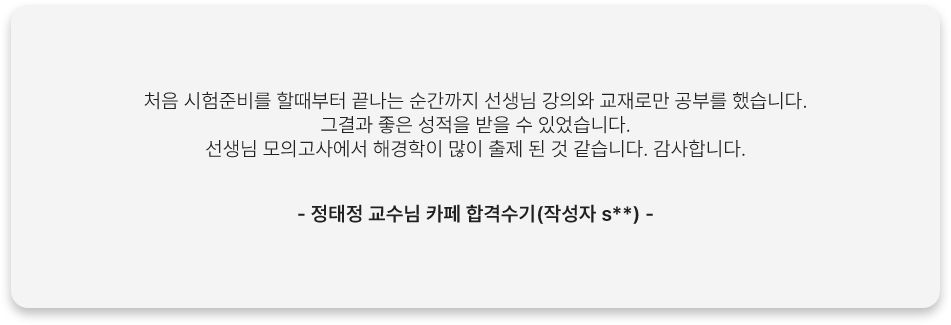 처음 시험준비를 할때부터 끝나는 순간까지 선생님 강의와 교재로만 공부를 했습니다.
그결과 좋은 성적을 받을 수 있었습니다.
선생님 모의고사에서 해경학이 많이 출제 된 것 같습니다. 감사합니다.
- 정태정 교수님 카페 합격수기(작성자 s**) -